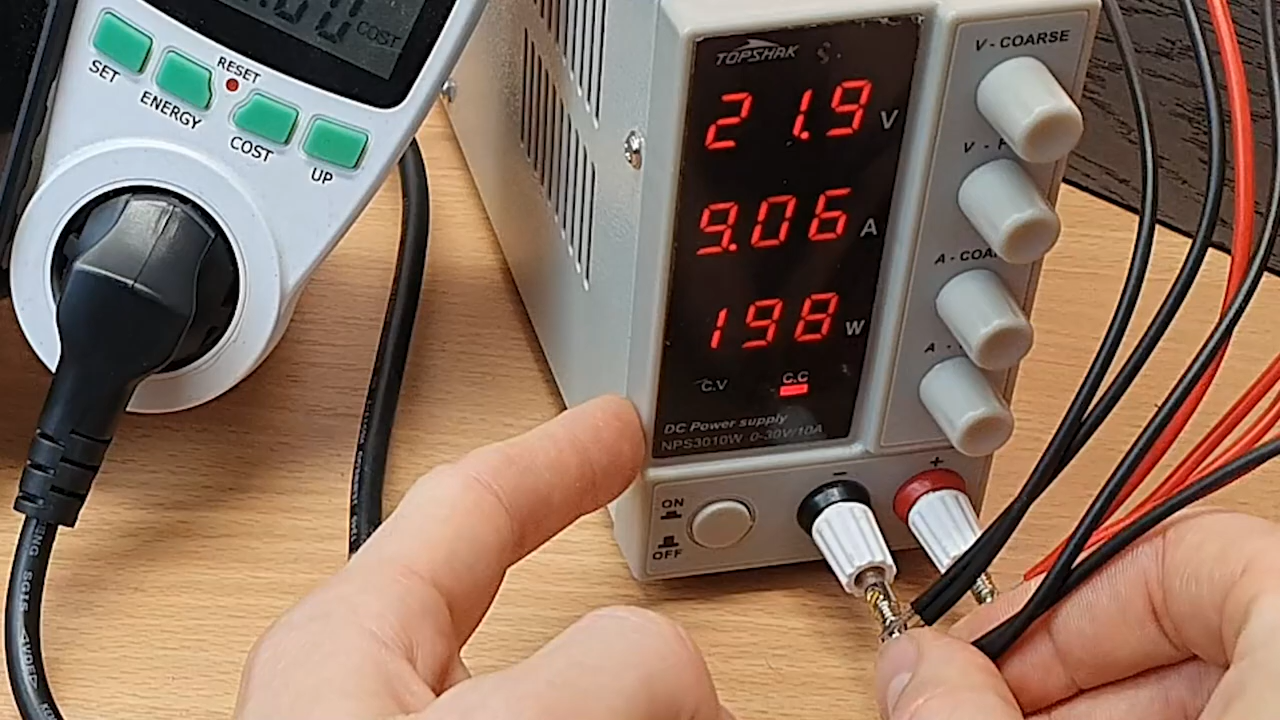 COST
SET
ENERGY
RESET
COST
UP
TOPSHAK
21.9 V
9.06 A
198 W
C.V C.C
DC Power supply
NPS3010W 0-30V/10A
V - COARSE
V - F
A - COA
A -
ON
OFF
- +